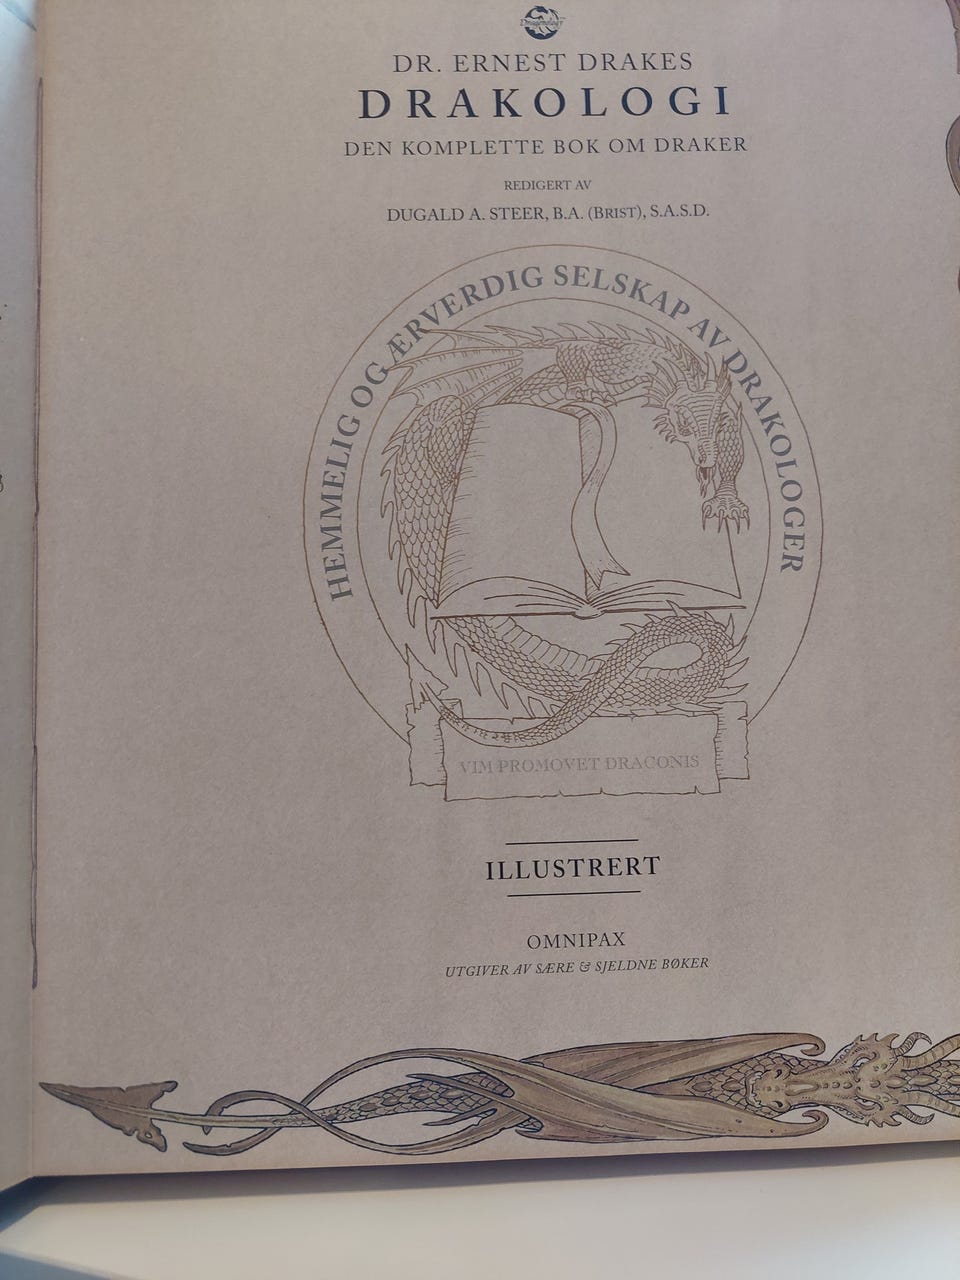 Dragonology
DR. ERNEST DRAKES
DRAKOLOGI
DEN KOMPLETTE BOK OM DRAKER
REDIGERT AV
DUGALD A. STEER, B.A. (BRIST), S.A.S.D.
HEMMELIG OG ÆRVERDIG SELSKAP AV DRAKOLOGER
VIM PROMOVET DRACONIS
ILLUSTRERT
OMNIPAX
UTGIVER AV SÆRE & SJELDNE BØKER